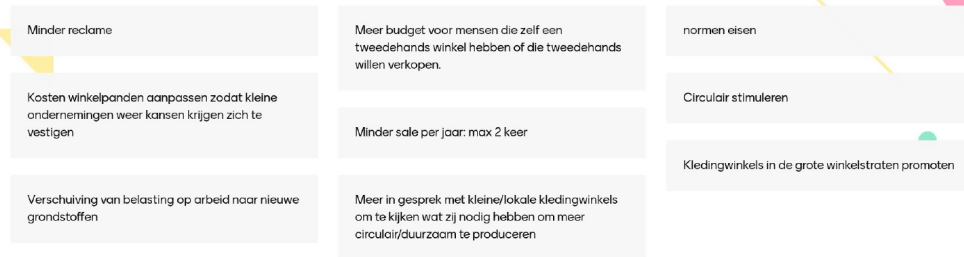 Minder reclame
Kosten winkelpanden aanpassen zodat kleine
ondernemingen weer kansen krijgen zich te
vestigen
Verschuiving van belasting op arbeid naar nieuwe
grondstoffen
Meer budget voor mensen die zelf een
tweedehands winkel hebben of die tweedehands
willen verkopen.
Minder sale per jaar: max 2 keer
Meer in gesprek met kleine/lokale kledingwinkels
om te kijken wat zij nodig hebben om meer
circulair/duurzaam te produceren
normen eisen
Circulair stimuleren
Kledingwinkels in de grote winkelstraten promoten